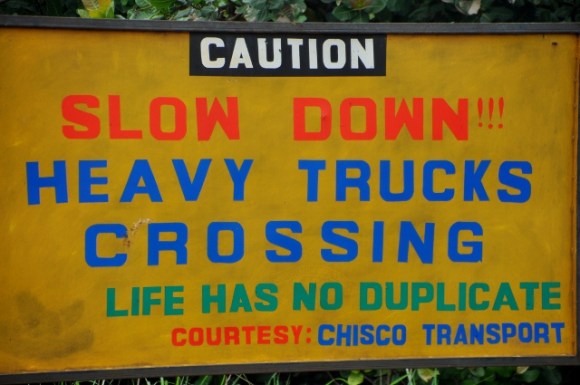 CAUTION
SLOW DOWN!!!
HEAVY TRUCKS
CROSSING
LIFE HAS NO DUPLICATE
COURTESY: CHISCO TRANSPORT